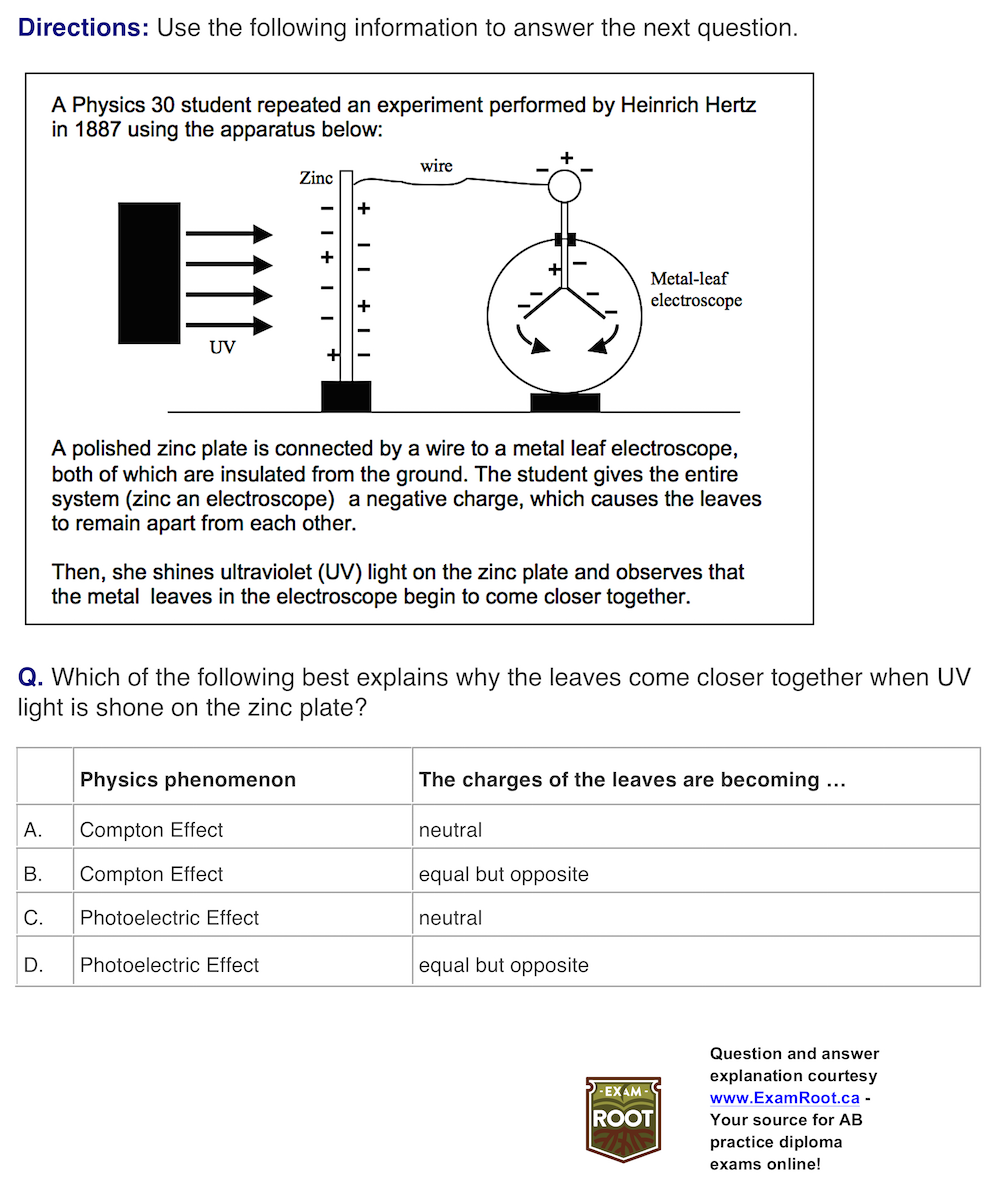 Directions: Use the following information to answer the next question.
A Physics 30 student repeated an experiment performed by Heinrich Hertz
in 1887 using the apparatus below:
Zinc
wire
UV
Metal-leaf
electroscope
A polished zinc plate is connected by a wire to a metal leaf electroscope,
both of which are insulated from the ground. The student gives the entire
system (zinc an electroscope)  a negative charge, which causes the leaves
to remain apart from each other.
Then, she shines ultraviolet (UV) light on the zinc plate and observes that
the metal  leaves in the electroscope begin to come closer together.
Q. Which of the following best explains why the leaves come closer together when UV
light is shone on the zinc plate?
Physics phenomenon The charges of the leaves are becoming ...
A. Compton Effect neutral
B. Compton Effect equal but opposite
C. Photoelectric Effect neutral
D. Photoelectric Effect equal but opposite
-EXAM-
ROOT
Question and answer
explanation courtesy
www.ExamRoot.ca -
Your source for AB
practice diploma
exams online!